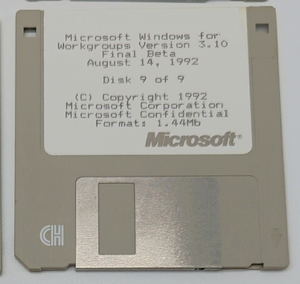 Microsoft Windows for
Workgroups Version 3.10
Final Beta
August 14, 1992
Disk 9 of 9
(C) Copyright 1992
Microsoft Corporation
Microsoft Confidential
Format: 1.44Mb
Microsoft
CH